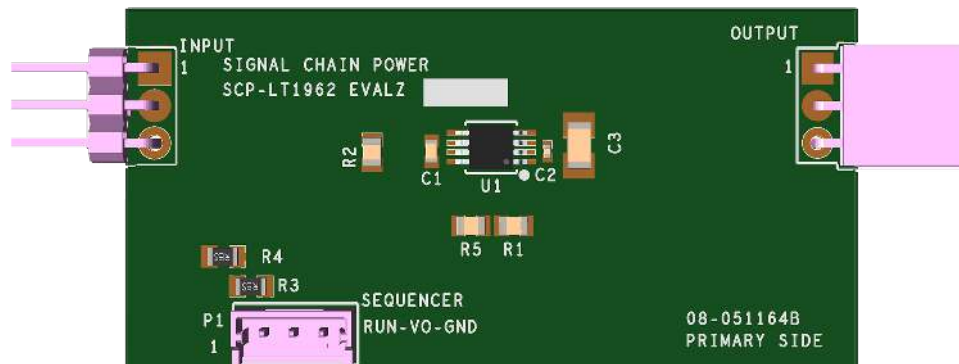 INPUT
1
SIGNAL CHAIN POWER
SCP-LT1962 EVALZ
OUTPUT
1
R2
C1
U1
C2
C3
R5
R1
R4
R3
P1
1
SEQUENCER
RUN-VO-GND
08-051164B
PRIMARY SIDE